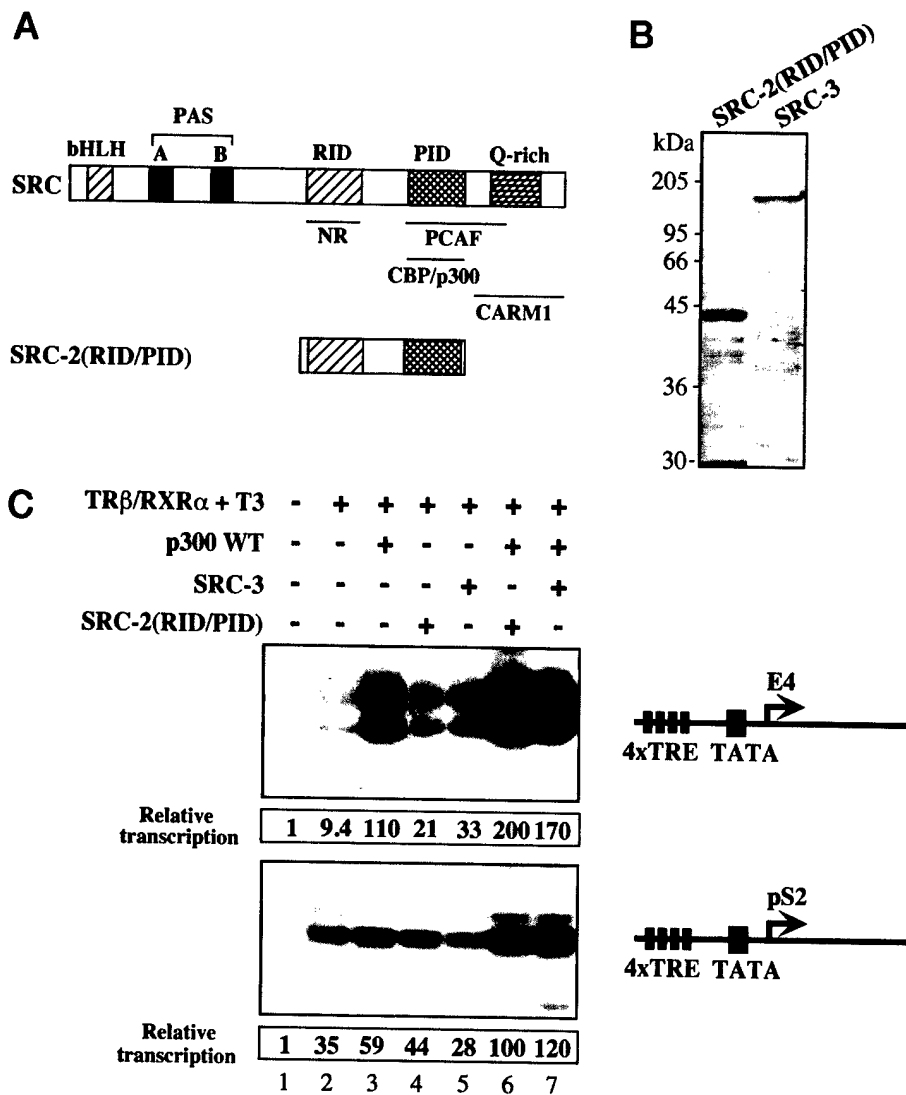 A
PAS
bHLH A B RID PID Q-rich
SRC
NR PCAF
CBP/p300
CARM1
SRC-2(RID/PID)
B
SRC-2(RID/PID)
SRC-3
kDa
205
95
66
45
36
30
C
TRβ/RXRα + T3 - + + + + + +
p300 WT - - + - - + +
SRC-3 - - - - + - +
SRC-2(RID/PID) - - - + - + -
E4
4xTRE TATA
Relative transcription 1 9.4 110 21 33 200 170
pS2
4xTRE TATA
Relative transcription 1 35 59 44 28 100 120
1 2 3 4 5 6 7